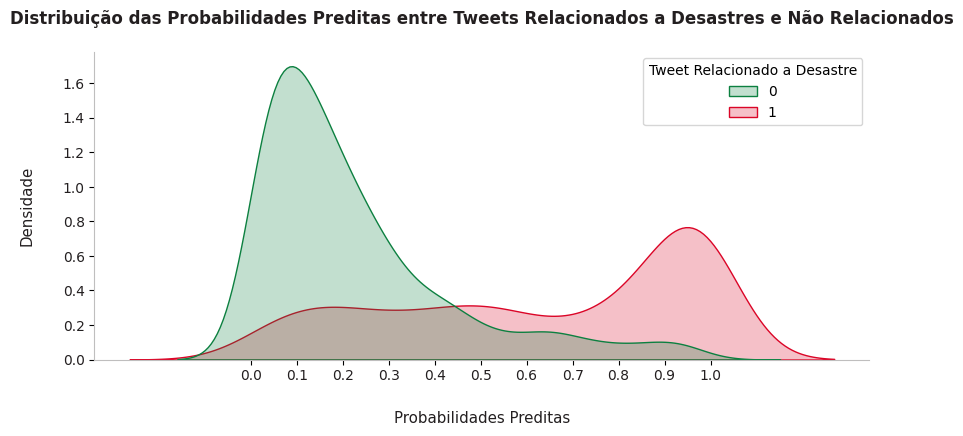 Distribuição das Probabilidades Preditas entre Tweets Relacionados a Desastres e Não Relacionados
Tweet Relacionado a Desastre
0
1
Densidade
1.6
1.4
1.2
1.0
0.8
0.6
0.4
0.2
0.0
0.0 0.1 0.2 0.3 0.4 0.5 0.6 0.7 0.8 0.9 1.0
Probabilidades Preditas